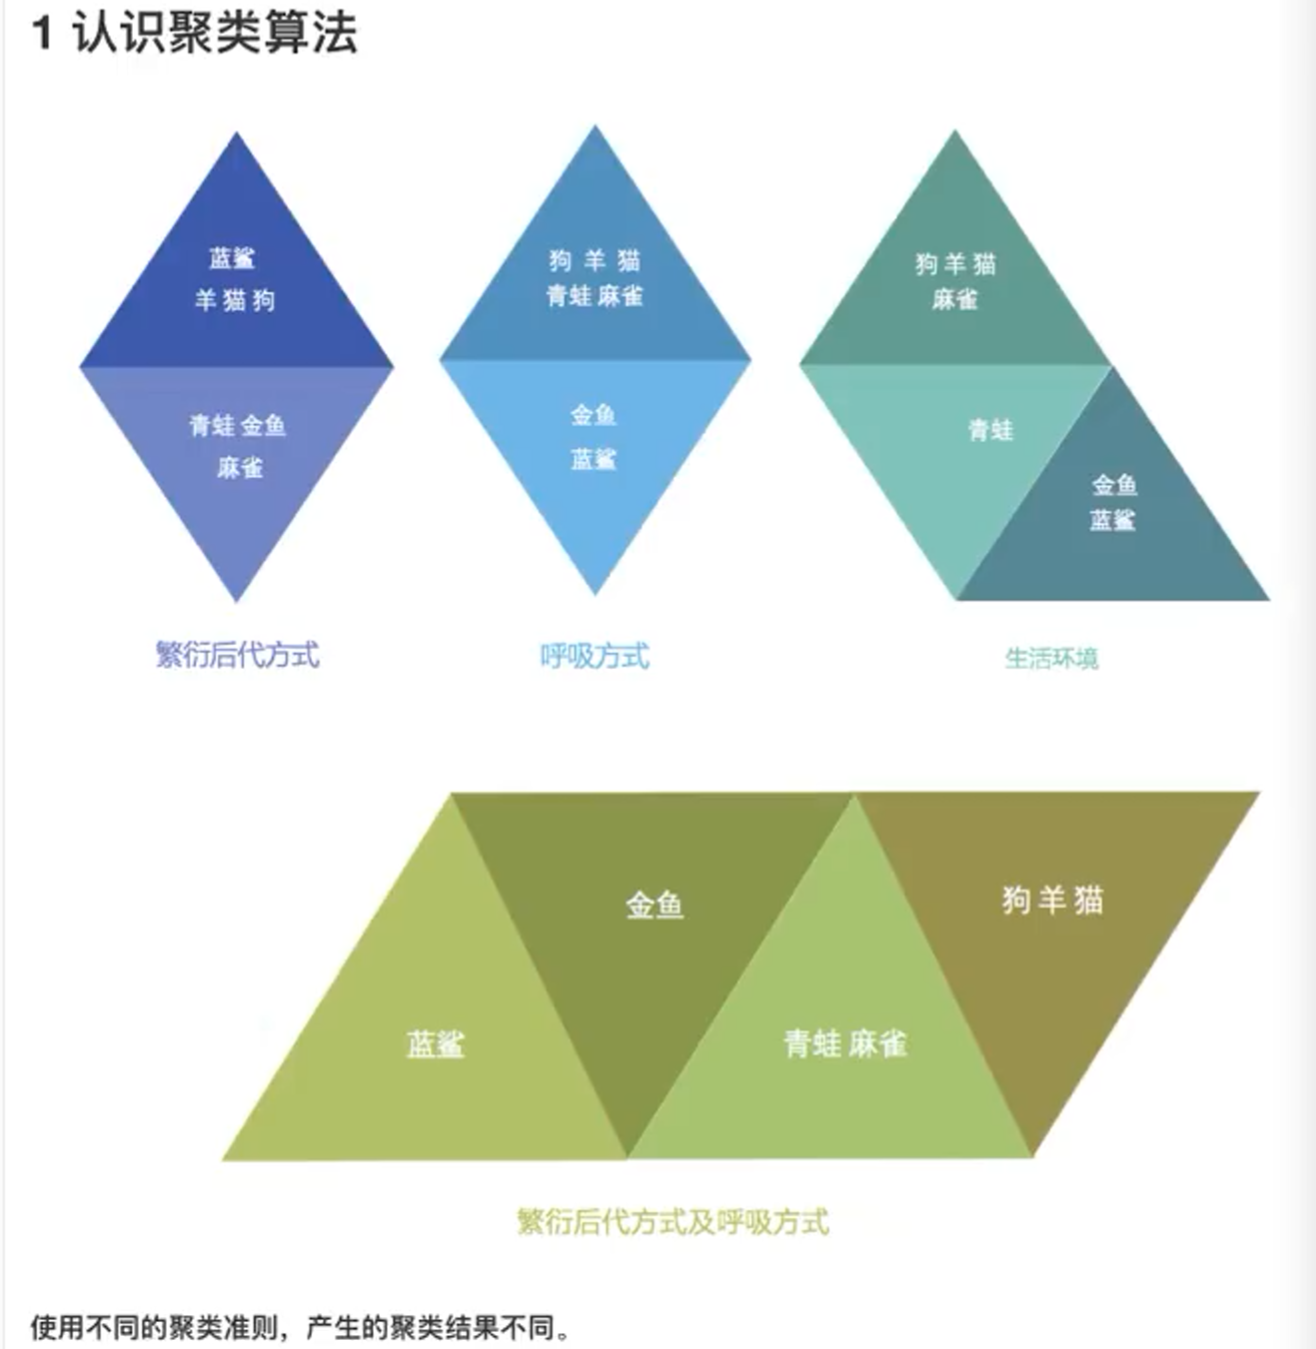 1 认识聚类算法
蓝鲨
羊 猫 狗
青蛙 金鱼
麻雀
繁衍后代方式
狗 羊 猫
青蛙 麻雀
金鱼
蓝鲨
呼吸方式
狗 羊 猫
麻雀
青蛙
金鱼
蓝鲨
生活环境
蓝鲨
金鱼
青蛙 麻雀
狗 羊 猫
繁衍后代方式及呼吸方式
使用不同的聚类准则，产生的聚类结果不同。